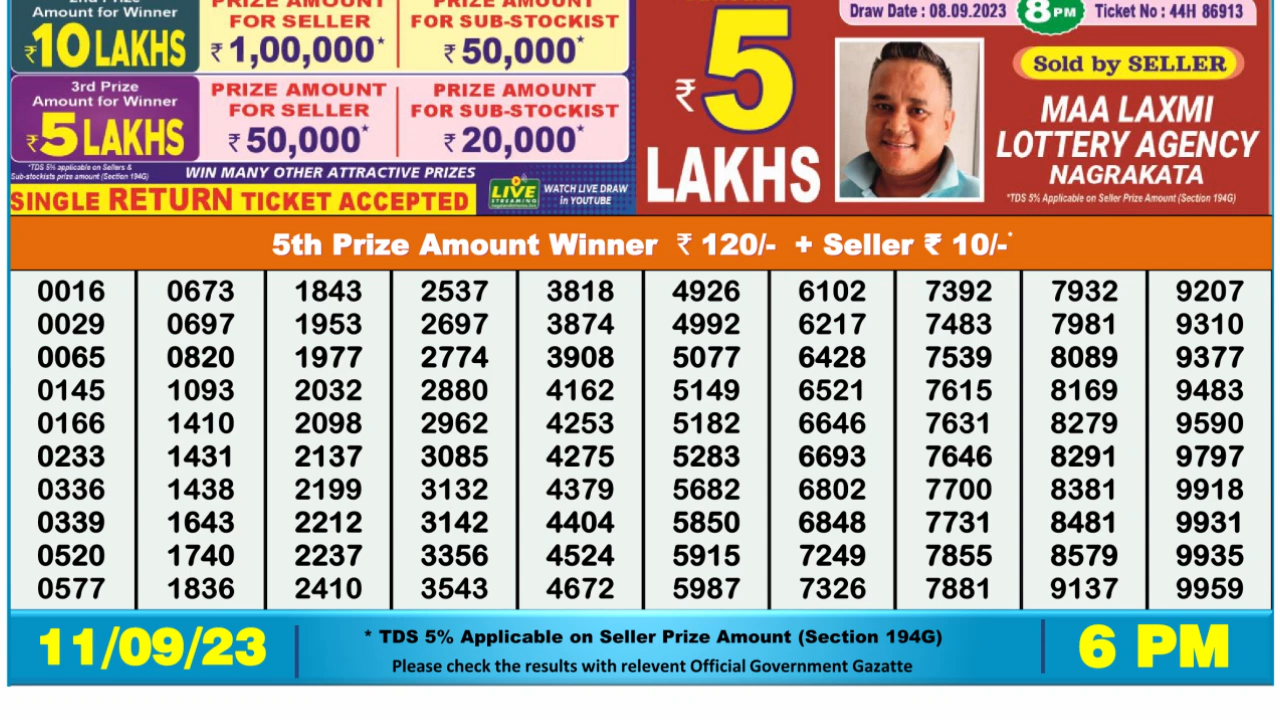 2nd Prize
Amount for Winner
₹10 LAKHS
PRIZE AMOUNT
FOR SELLER
₹ 1,00,000*
PRIZE AMOUNT
FOR SUB-STOCKIST
₹ 50,000*
3rd Prize
Amount for Winner
₹5 LAKHS
PRIZE AMOUNT
FOR SELLER
₹ 50,000*
PRIZE AMOUNT
FOR SUB-STOCKIST
₹ 20,000*
*TDS 5% applicable on Sellers &
Sub-stockists prize amount (Section 194G)
WIN MANY OTHER ATTRACTIVE PRIZES
SINGLE RETURN TICKET ACCEPTED
LIVE
STREAMING
WATCH LIVE DRAW
in YOUTUBE
₹ 5
LAKHS
Draw Date : 08.09.2023 8PM Ticket No : 44H 86913
Sold by SELLER
MAA LAXMI
LOTTERY AGENCY
NAGRAKATA
*TDS 5% Applicable on Seller Prize Amount (Section 194G)
5th Prize Amount Winner ₹ 120/- + Seller ₹ 10/-*
0016 0673 1843 2537 3818 4926 6102 7392 7932 9207
0029 0697 1953 2697 3874 4992 6217 7483 7981 9310
0065 0820 1977 2774 3908 5077 6428 7539 8089 9377
0145 1093 2032 2880 4162 5149 6521 7615 8169 9483
0166 1410 2098 2962 4253 5182 6646 7631 8279 9590
0233 1431 2137 3085 4275 5283 6693 7646 8291 9797
0336 1438 2199 3132 4379 5682 6802 7700 8381 9918
0339 1643 2212 3142 4404 5850 6848 7731 8481 9931
0520 1740 2237 3356 4524 5915 7249 7855 8579 9935
0577 1836 2410 3543 4672 5987 7326 7881 9137 9959
11/09/23
* TDS 5% Applicable on Seller Prize Amount (Section 194G)
Please check the results with relevent Official Government Gazatte
6 PM